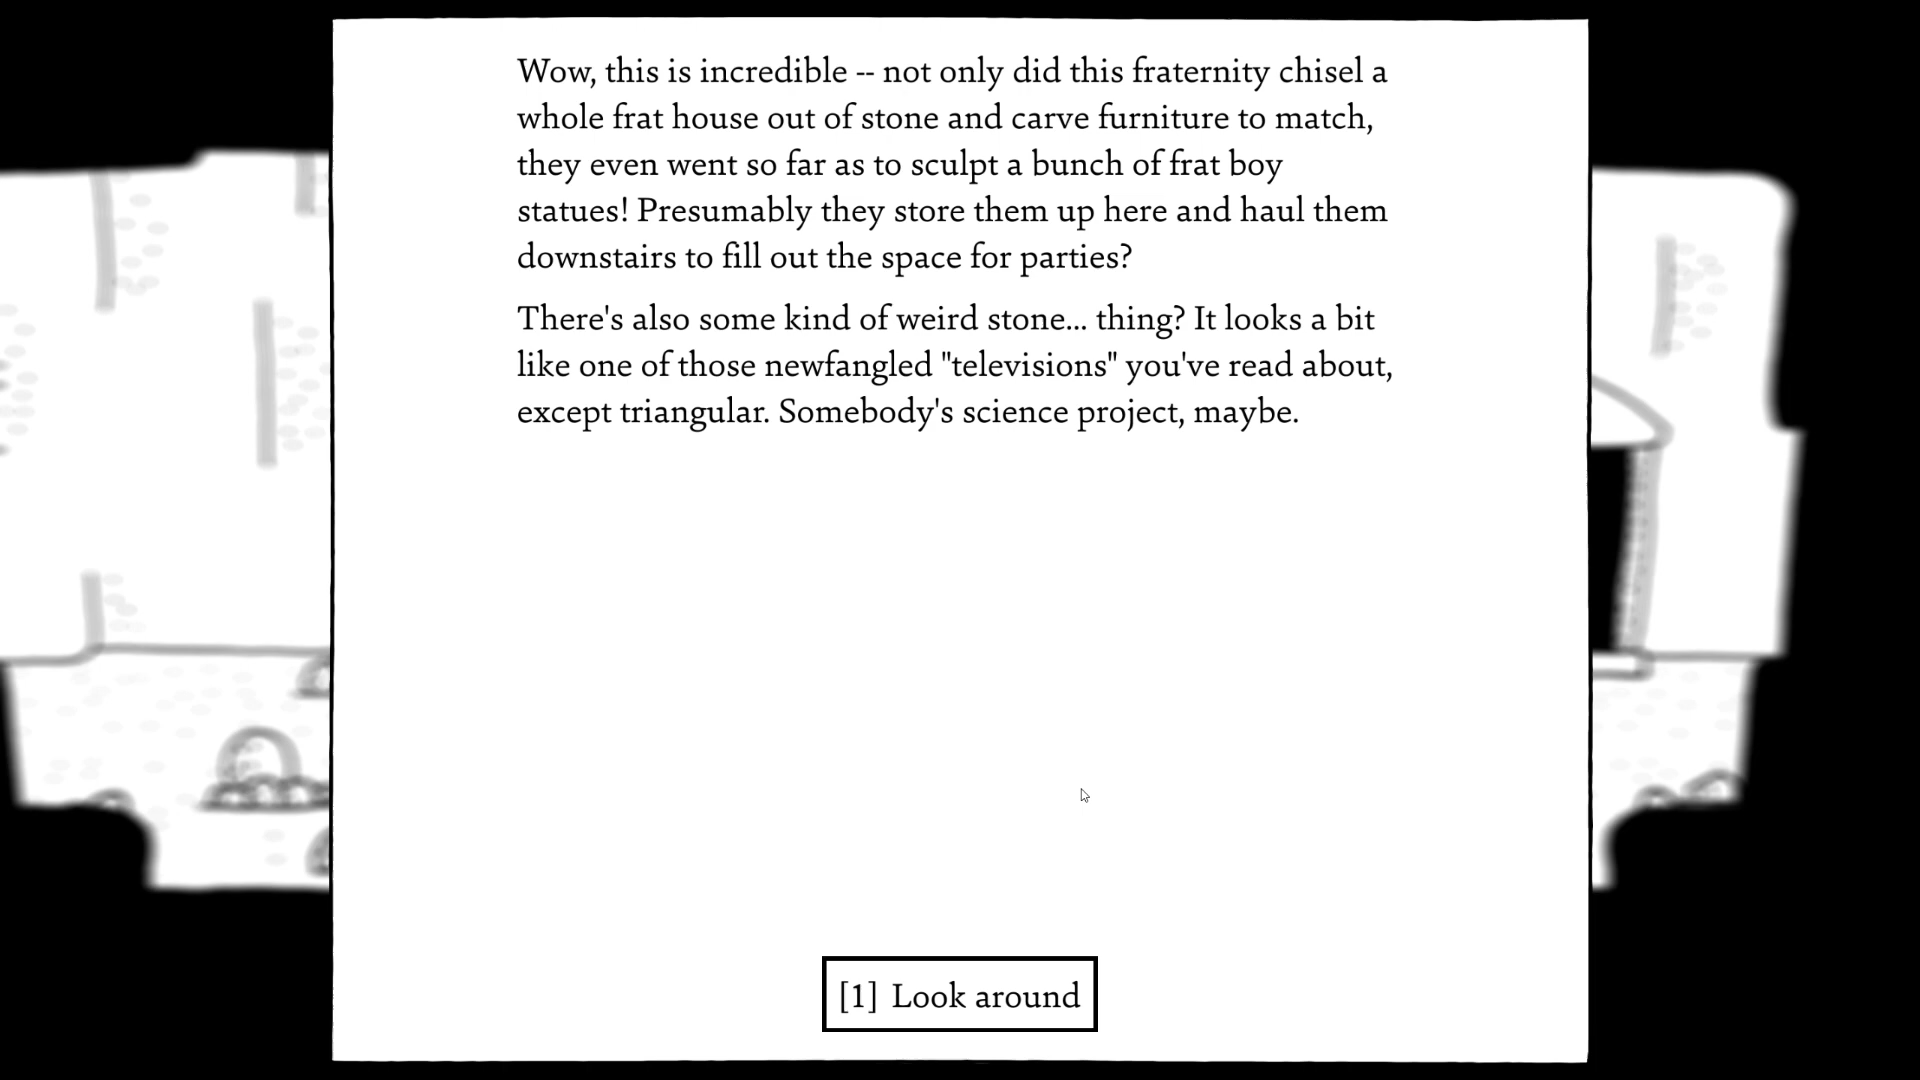 Wow, this is incredible -- not only did this fraternity chisel a
whole frat house out of stone and carve furniture to match,
they even went so far as to sculpt a bunch of frat boy
statues! Presumably they store them up here and haul them
downstairs to fill out the space for parties?
There's also some kind of weird stone... thing? It looks a bit
like one of those newfangled "televisions" you've read about,
except triangular. Somebody's science project, maybe.
[1] Look around